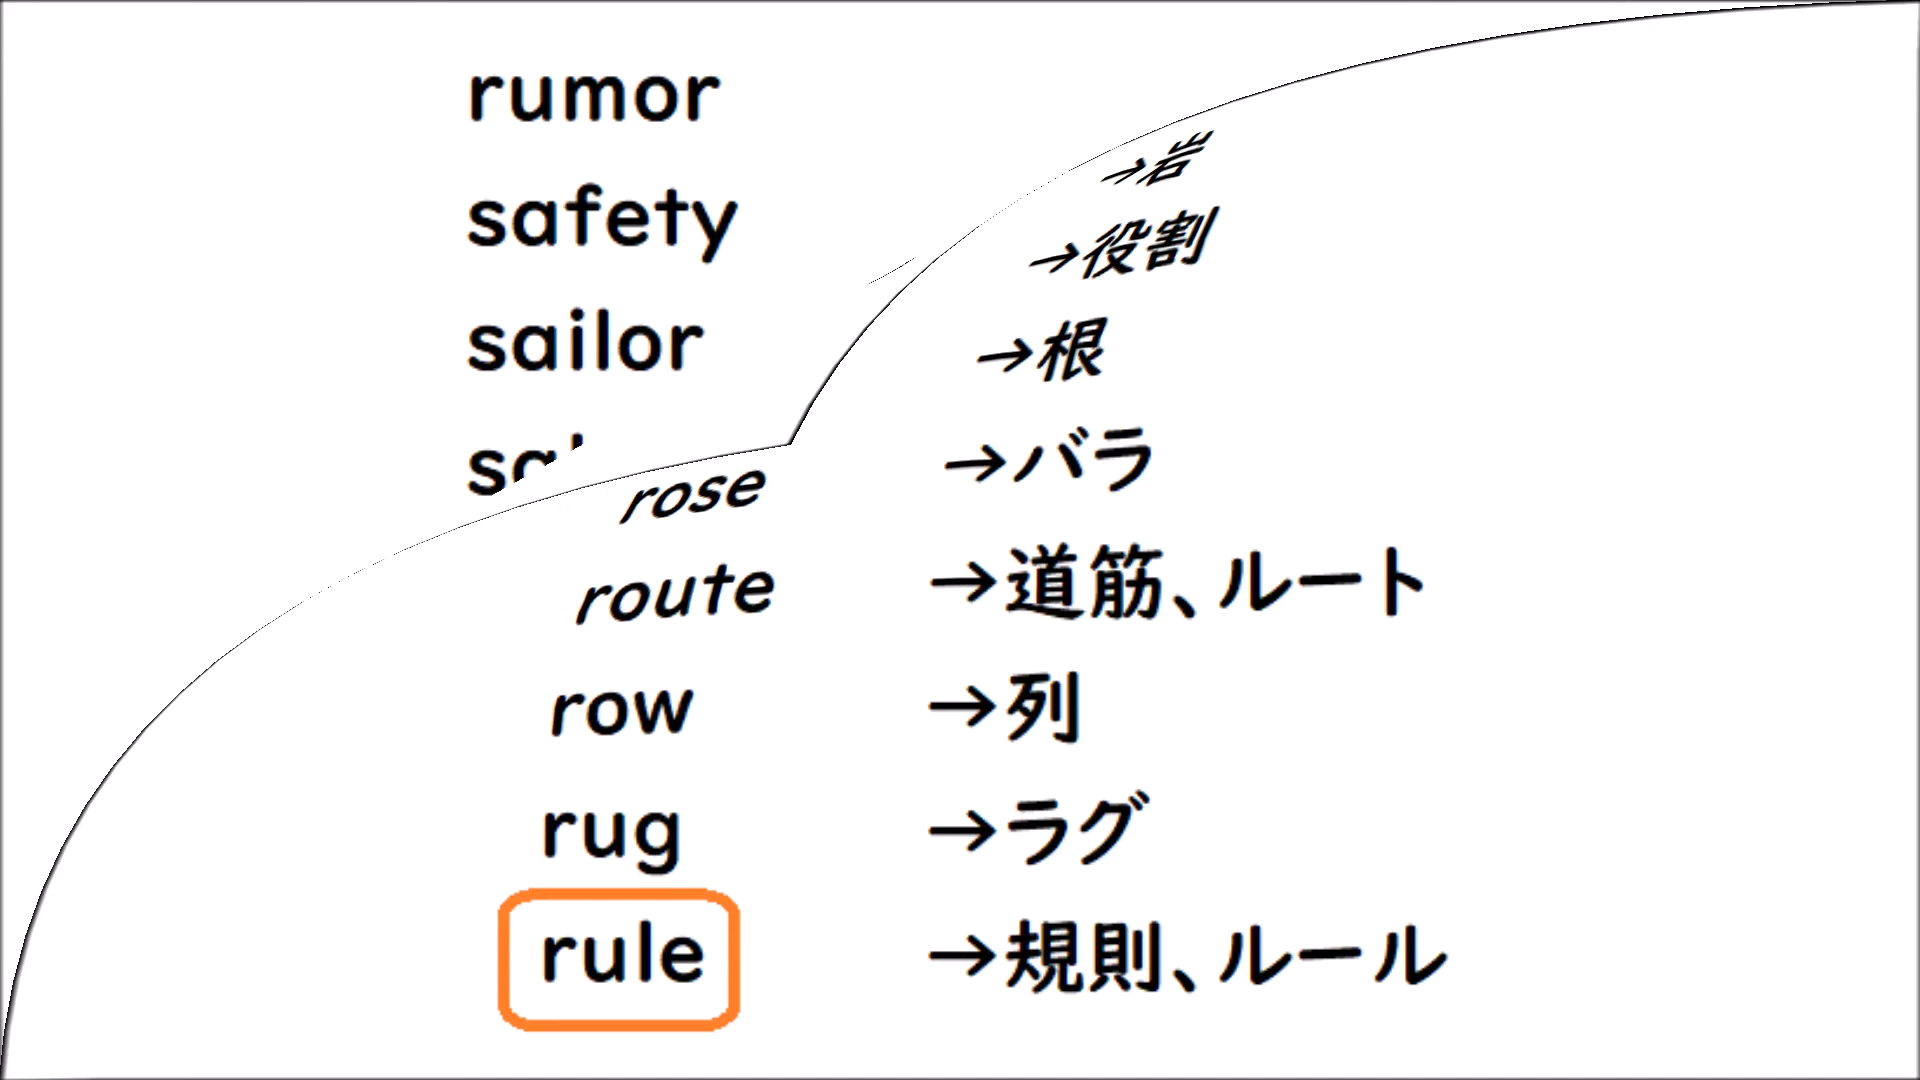 rumor
safety
sailor
→岩
→役割
→根
rose →バラ
route →道筋、ルート
row →列
rug →ラグ
rule →規則、ルール